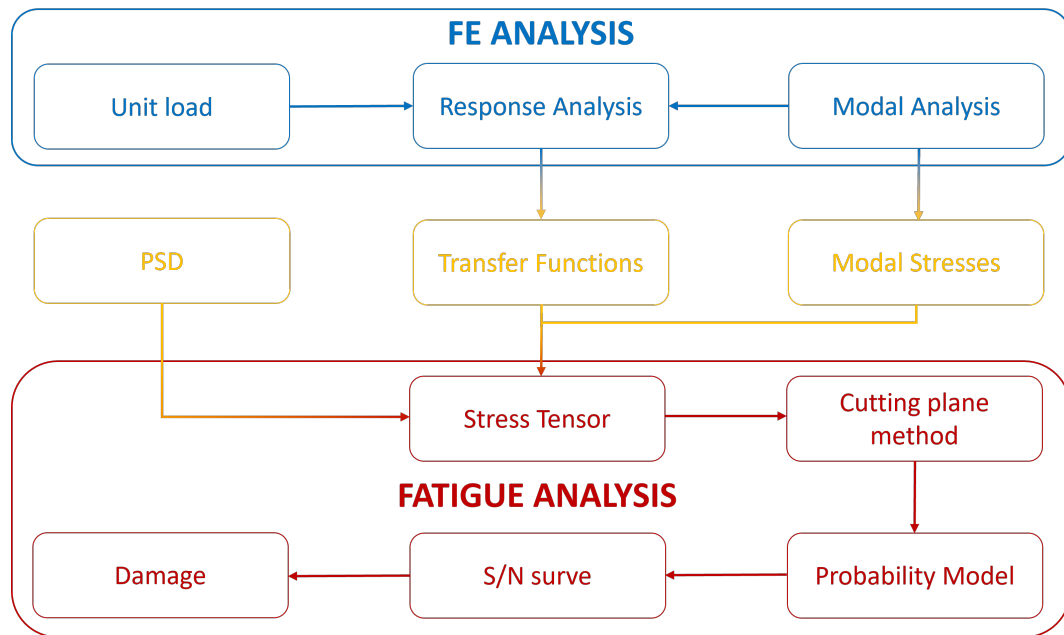 FE ANALYSIS
Unit load
Response Analysis
Modal Analysis
PSD
Transfer Functions
Modal Stresses
Stress Tensor
Cutting plane
method
FATIGUE ANALYSIS
Damage
S/N surve
Probability Model